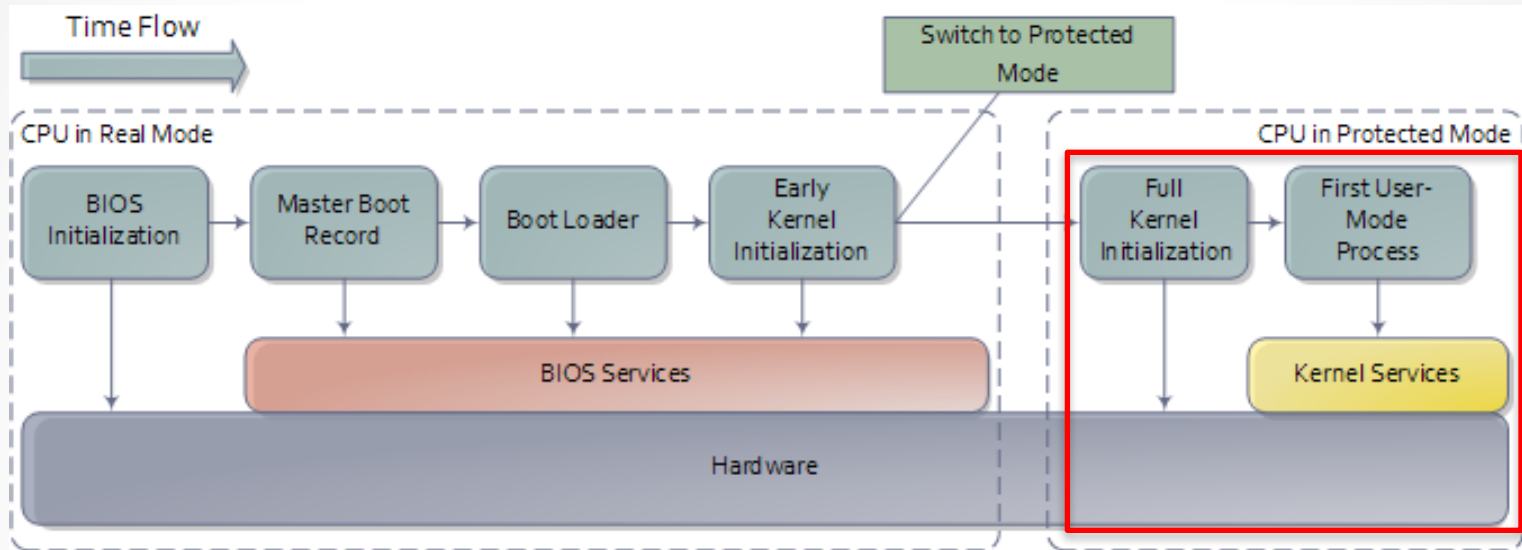 Time Flow
Switch to Protected
Mode
CPU in Real Mode
CPU in Protected Mode
BIOS
Initialization
Master Boot
Record
Boot Loader
Early
Kernel
Initialization
Full
Kernel
Initialization
First User-
Mode
Process
BIOS Services
Kernel Services
Hardware